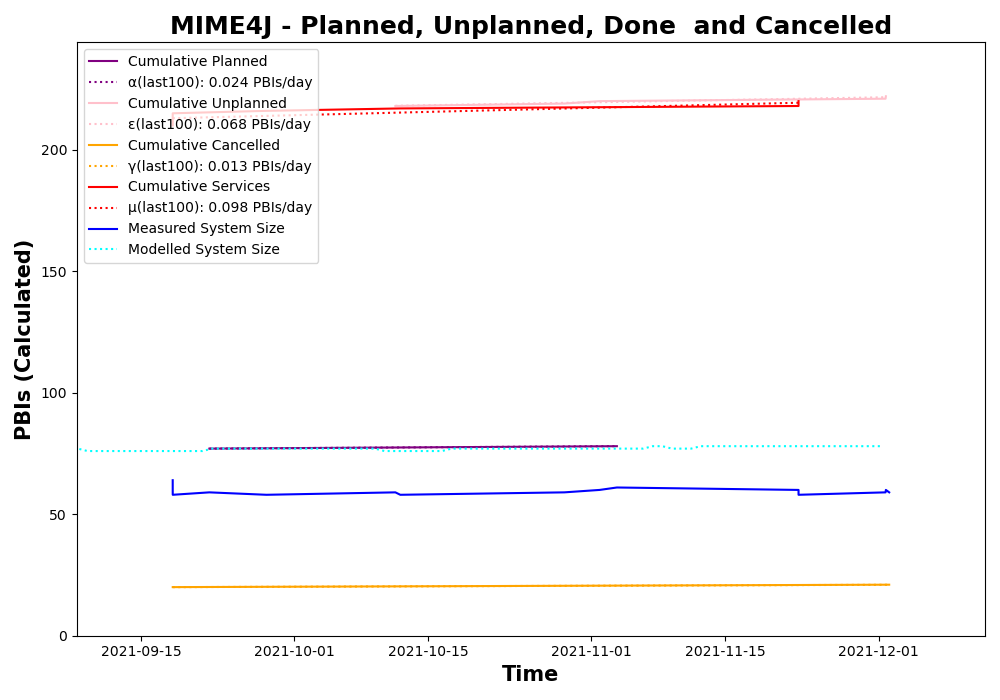 MIME4J - Planned, Unplanned, Done  and Cancelled
Cumulative Planned
α(last100): 0.024 PBIs/day
Cumulative Unplanned
ε(last100): 0.068 PBIs/day
Cumulative Cancelled
γ(last100): 0.013 PBIs/day
Cumulative Services
μ(last100): 0.098 PBIs/day
Measured System Size
Modelled System Size
PBIs (Calculated)
200
150
100
50
0
2021-09-15
2021-10-01
2021-10-15
2021-11-01
2021-11-15
2021-12-01
Time